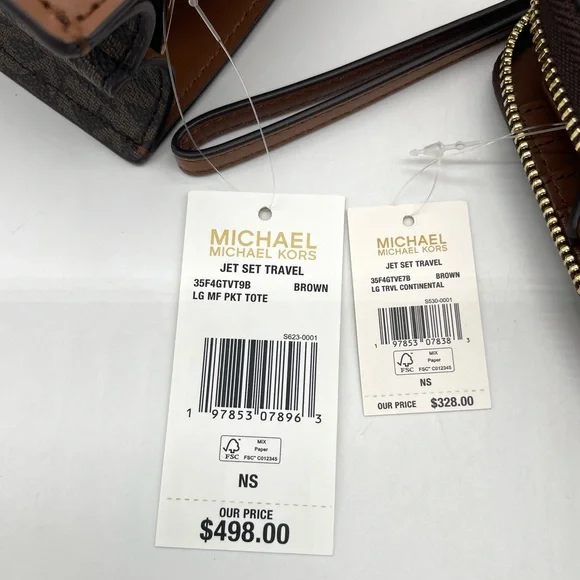 MICHAEL
MICHAEL KORS
JET SET TRAVEL
35F4GTVT9B BROWN
LG MF PKT TOTE
S623-0001
1 97853 07896 3
FSC
MIX
Paper
FSC™ C012345
NS
OUR PRICE
$498.00
MICHAEL
MICHAEL KORS
JET SET TRAVEL
35F4GTVE7B BROWN
LG TRVL CONTINENTAL
S530-0001
1 97853 07838 3
FSC
MIX
Paper
FSC™ C012345
NS
OUR PRICE $328.00